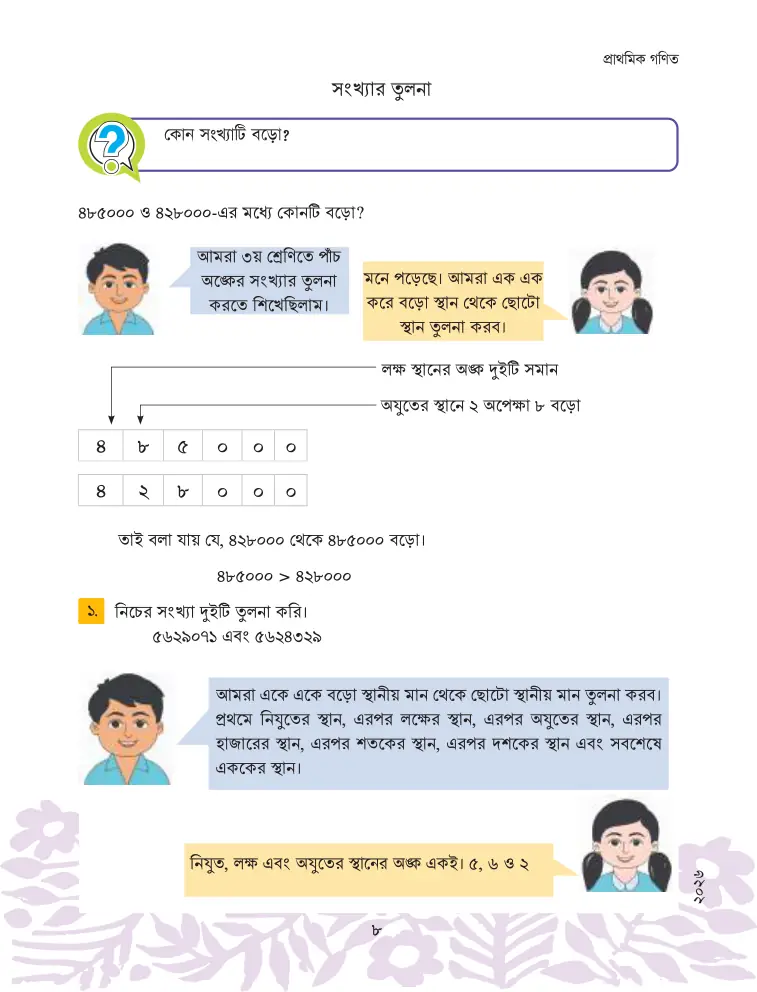 প্রাথমিক গণিত
সংখ্যার তুলনা
কোন সংখ্যাটি বড়ো?
৪৮৫০০০ ও ৪২৮০০০-এর মধ্যে কোনটি বড়ো?
আমরা ৩য় শ্রেণিতে পাঁচ
অঙ্কের সংখ্যার তুলনা
করতে শিখেছিলাম।
মনে পড়েছে। আমরা এক এক
করে বড়ো স্থান থেকে ছোটো
স্থান তুলনা করব।
লক্ষ স্থানের অঙ্ক দুইটি সমান
অযুতের স্থানে ২ অপেক্ষা ৮ বড়ো
৪ ৮ ৫ ০ ০ ০
৪ ২ ৮ ০ ০ ০
তাই বলা যায় যে, ৪২৮০০০ থেকে ৪৮৫০০০ বড়ো।
৪৮৫০০০ > ৪২৮০০০
১. নিচের সংখ্যা দুইটি তুলনা করি।
৫৬২৯০৭১ এবং ৫৬২৪৩২৯
আমরা একে একে বড়ো স্থানীয় মান থেকে ছোটো স্থানীয় মান তুলনা করব।
প্রথমে নিযুতের স্থান, এরপর লক্ষের স্থান, এরপর অযুতের স্থান, এরপর
হাজারের স্থান, এরপর শতকের স্থান, এরপর দশকের স্থান এবং সবশেষে
এককের স্থান।
নিযুত, লক্ষ এবং অযুতের স্থানের অঙ্ক একই। ৫, ৬ ও ২
২০২৬
৮